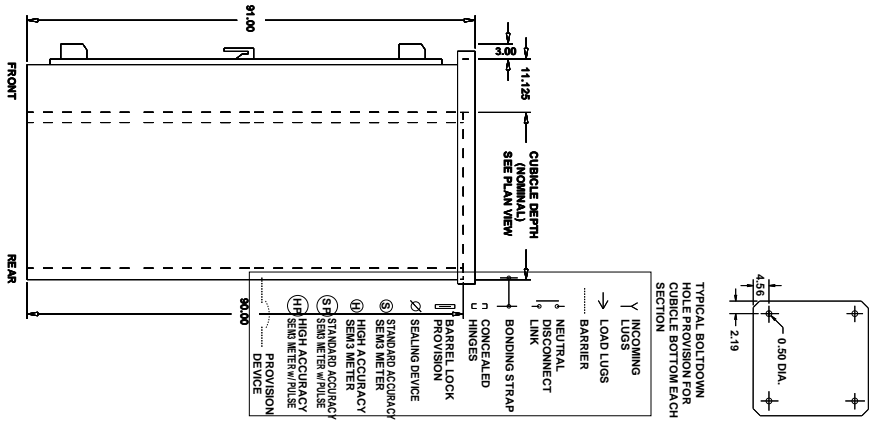 TYPICAL BOLTDOWN
HOLE PROVISION FOR
CUBICLE BOTTOM EACH
SECTION
4.56
2.19
0.50 DIA.
91.00
3.00
11.125
CUBICLE DEPTH
(NOMINAL)
SEE PLAN VIEW
90.00
FRONT
REAR
INCOMING
LUGS
LOAD LUGS
BARRIER
NEUTRAL
DISCONNECT
LINK
BONDING STRAP
CONCEALED
HINGES
BARREL LOCK
PROVISION
SEALING DEVICE
S STANDARD ACCURACY
SEM3 METER
H HIGH ACCURACY
SEM3 METER
SP STANDARD ACCURACY
SEM3 METER w/PULSE
HP HIGH ACCURACY
SEM3 METER w/PULSE
PROVISION
DEVICE